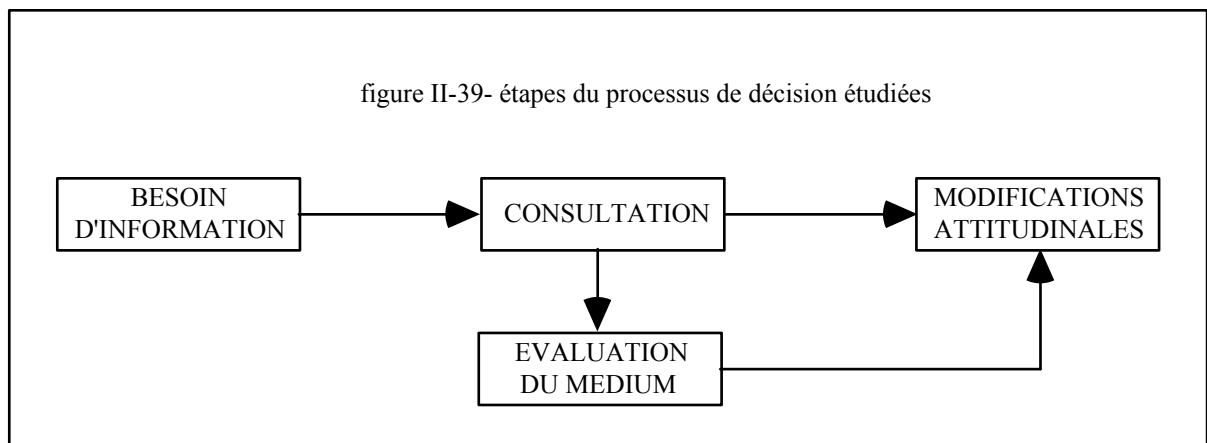 figure II-39- étapes du processus de décision étudiées
BESOIN
D'INFORMATION
CONSULTATION
MODIFICATIONS
ATTITUDINALES
EVALUATION
DU MEDIUM